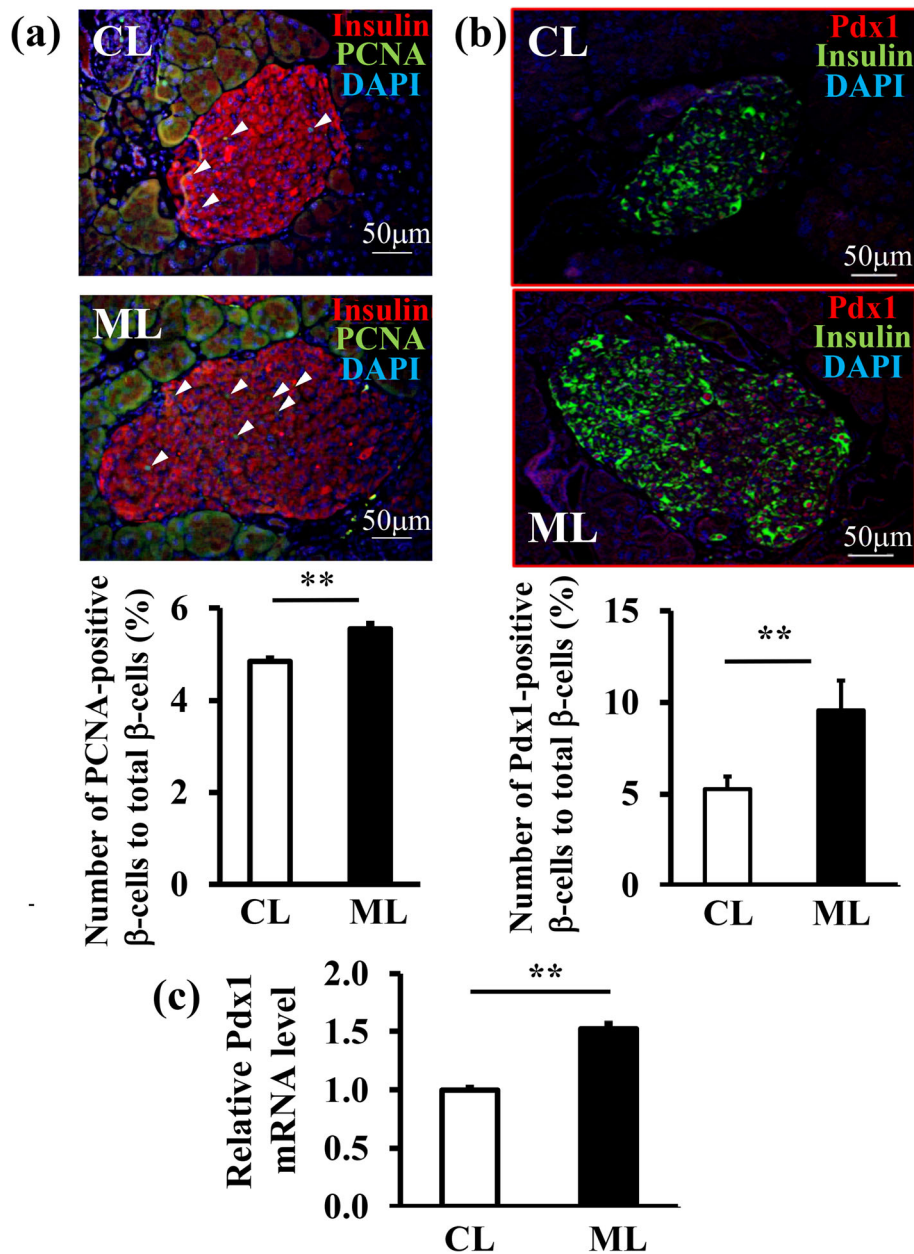 (a)
CL
Insulin
PCNA
DAPI
50μm
ML
Insulin
PCNA
DAPI
50μm
**
Number of PCNA-positive
β-cells to total β-cells (%)
6
4
2
0
CL ML
(b)
CL
Pdx1
Insulin
DAPI
50μm
Pdx1
Insulin
DAPI
ML
50μm
**
Number of Pdx1-positive
β-cells to total β-cells (%)
15
10
5
0
CL ML
-
(c)
**
Relative Pdx1
mRNA level
2.0
1.5
1.0
0.5
0.0
CL ML